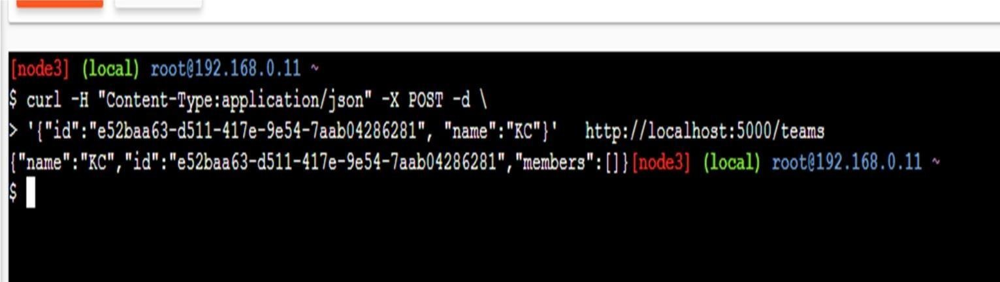 [node3] (local) root@192.168.0.11 ~
$ curl -H "Content-Type:application/json" -X POST -d \
> '{"id":"e52baa63-d511-417e-9e54-7aab04286281", "name":"KC"}' http://localhost:5000/teams
{"name":"KC","id":"e52baa63-d511-417e-9e54-7aab04286281","members":[]}[node3] (local) root@192.168.0.11 ~
$